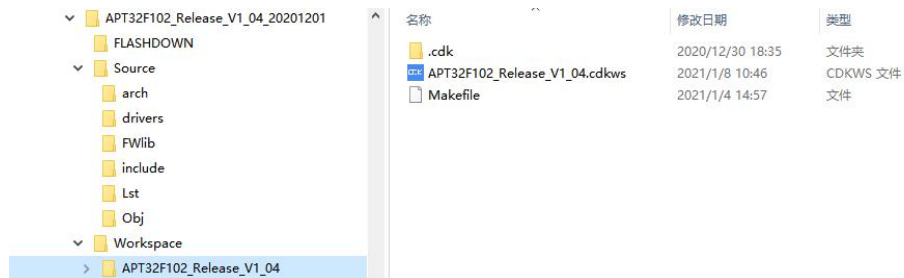 APT32F102_Release_V1_04_20201201
FLASHDOWN
Source
arch
drivers
FWlib
include
Lst
Obj
Workspace
APT32F102_Release_V1_04
名称 修改日期 类型
.cdk 2020/12/30 18:35 文件夹
CDK APT32F102_Release_V1_04.cdkws 2021/1/8 10:46 CDKWS 文件
Makefile 2021/1/4 14:57 文件